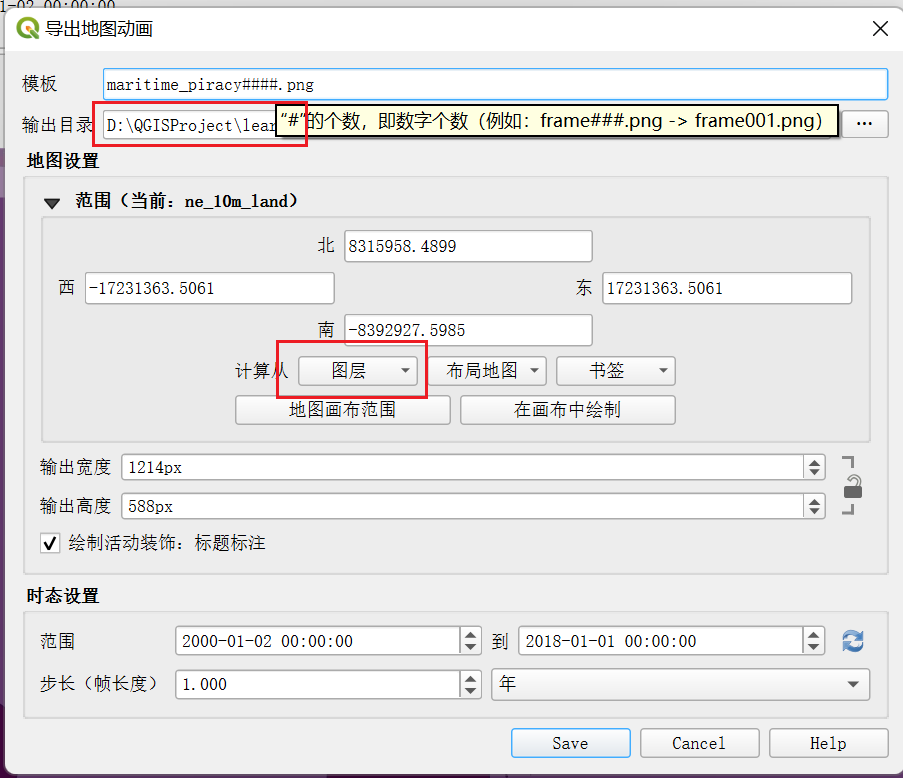 1-02 00:00:00
导出地图动画
模板 maritime_piracy####.png
输出目录 D:\QGISProject\lear “#”的个数，即数字个数（例如：frame###.png -> frame001.png） ...
地图设置
范围（当前：ne_10m_land）
北 8315958.4899
西 -17231363.5061 东 17231363.5061
南 -8392927.5985
计算从 图层 布局地图 书签
地图画布范围 在画布中绘制
输出宽度 1214px
输出高度 588px
绘制活动装饰：标题标注
时态设置
范围 2000-01-02 00:00:00 到 2018-01-01 00:00:00
步长（帧长度） 1.000 年
Save Cancel Help